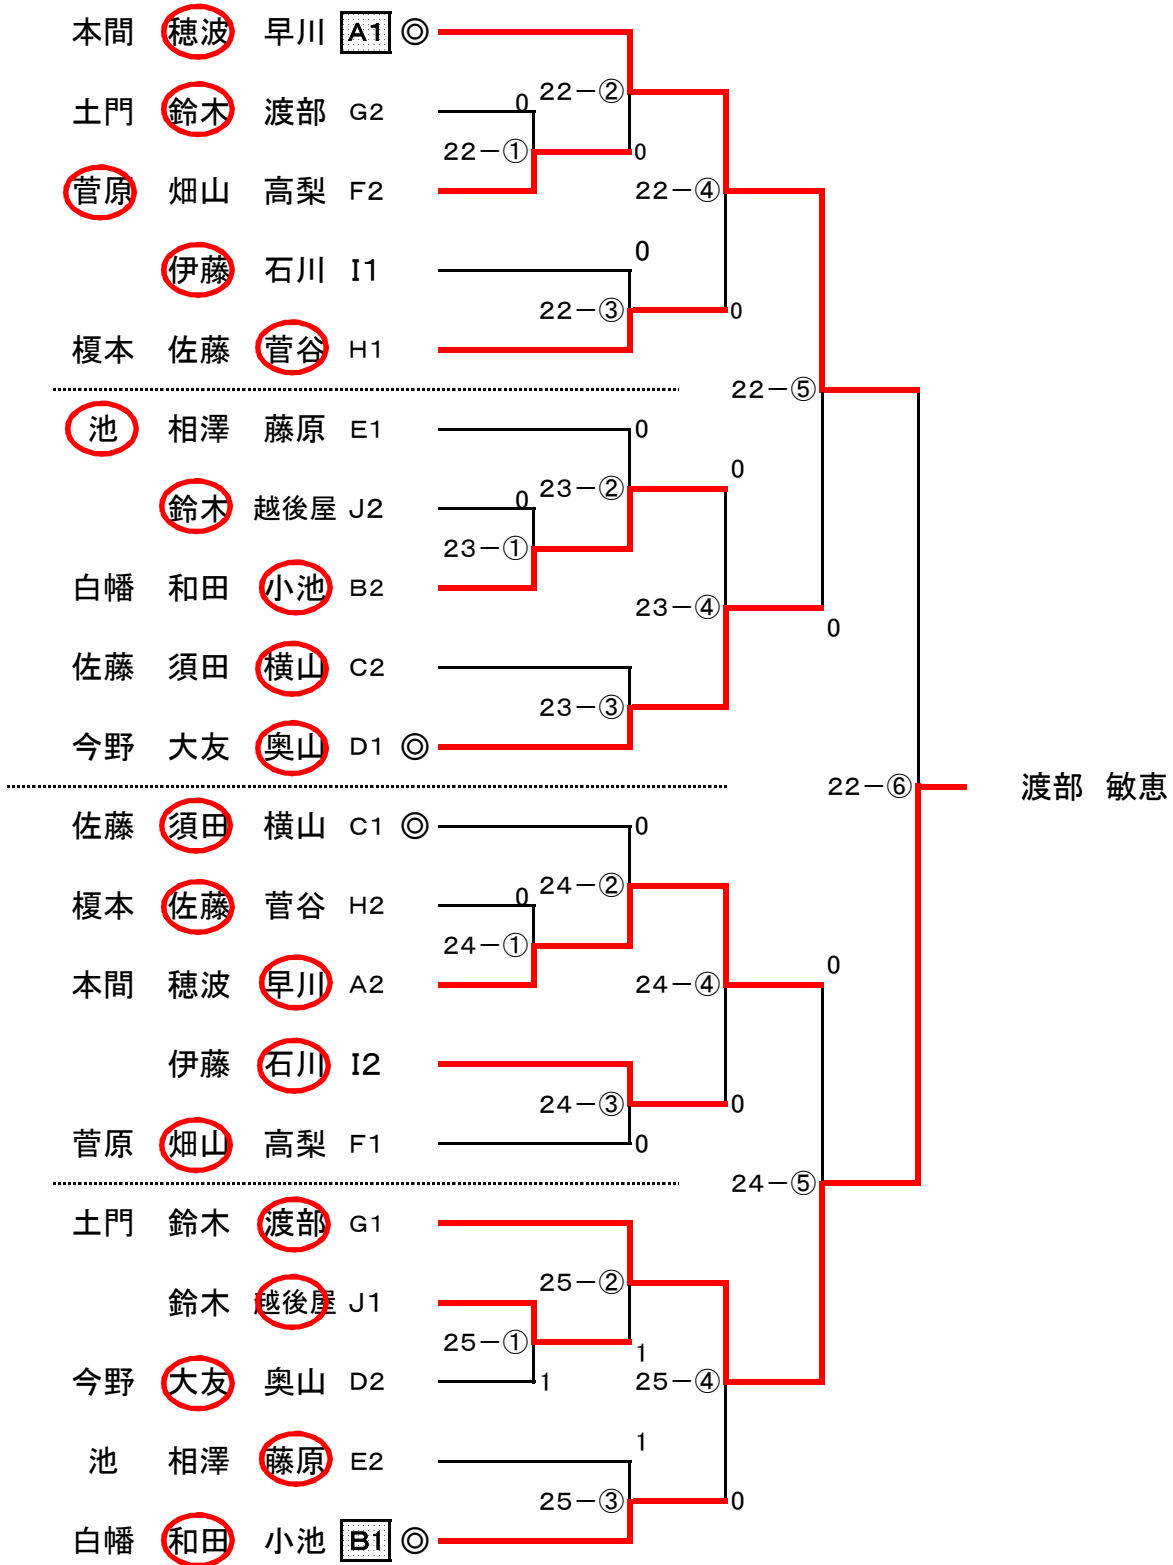 本間 穂波 早川 A1 ◎
22－②
0
土門 鈴木 渡部 G2
22－① 0
菅原 畑山 高梨 F2
22－④
0
伊藤 石川 I1
22－③ 0
榎本 佐藤 菅谷 H1
22－⑤
池 相澤 藤原 E1
0
0
23－②
0
鈴木 越後屋 J2
23－①
白幡 和田 小池 B2
23－④
0
佐藤 須田 横山 C2
23－③
今野 大友 奥山 D1 ◎
22－⑥ 渡部 敏恵
佐藤 須田 横山 C1 ◎
0
24－②
0
榎本 佐藤 菅谷 H2
24－①
0
本間 穂波 早川 A2
24－④
伊藤 石川 I2
24－③ 0
菅原 畑山 高梨 F1
0
24－⑤
土門 鈴木 渡部 G1
25－②
鈴木 越後屋 J1
25－① 1
今野 大友 奥山 D2
1 25－④
1
池 相澤 藤原 E2
25－③ 0
白幡 和田 小池 B1 ◎